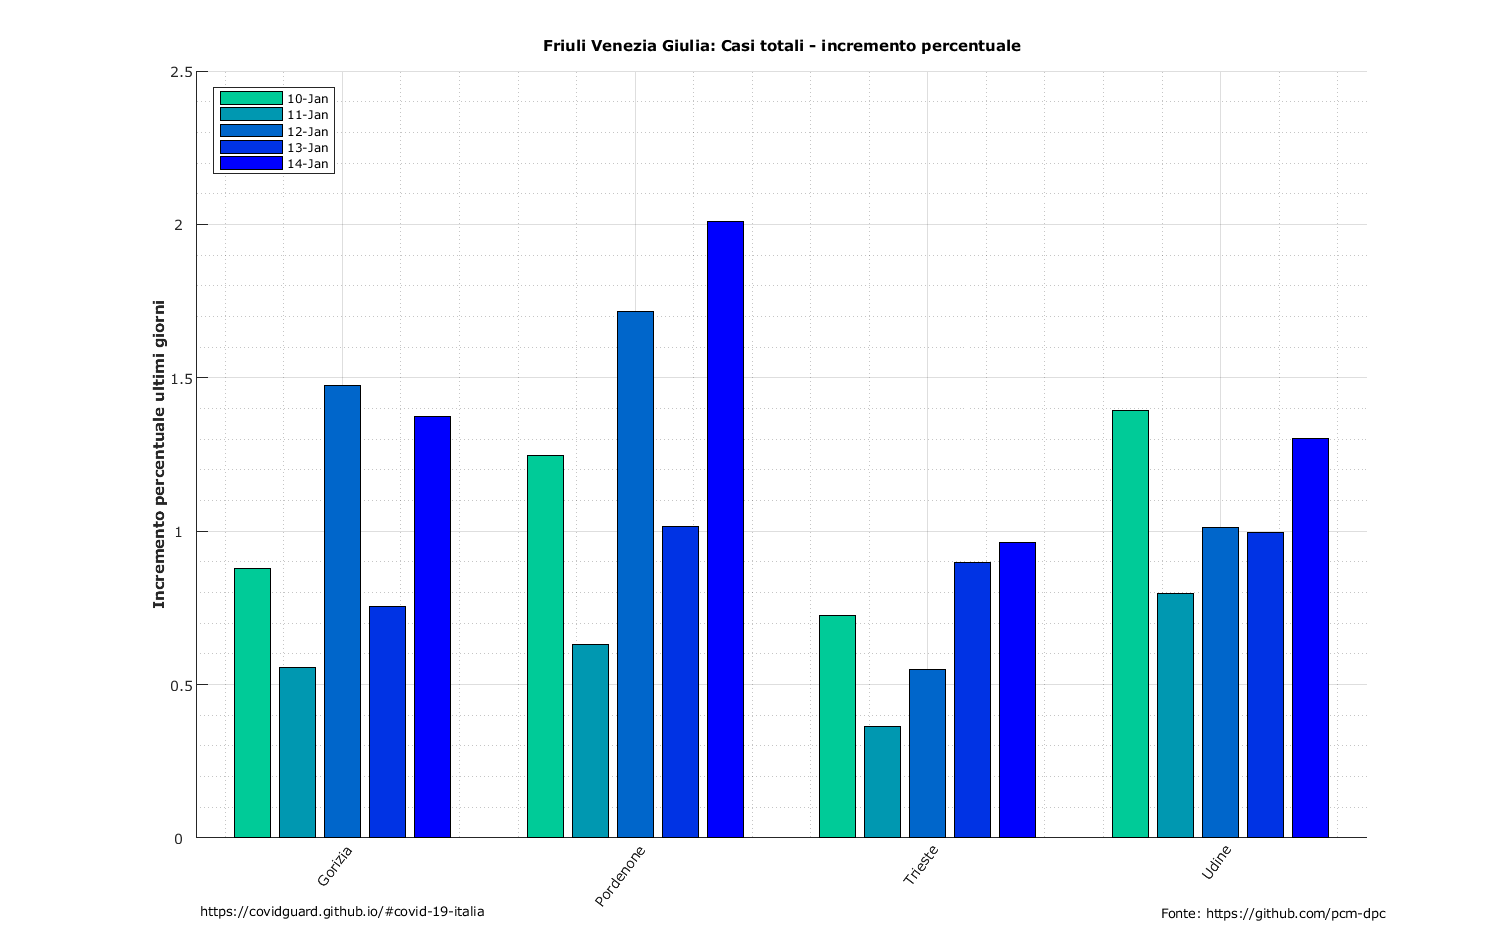 Friuli Venezia Giulia: Casi totali - incremento percentuale
10-Jan
11-Jan
12-Jan
13-Jan
14-Jan
Incremento percentuale ultimi giorni
2.5
2
1.5
1
0.5
0
Gorizia
Pordenone
Trieste
Udine
https://covidguard.github.io/#covid-19-italia
Fonte: https://github.com/pcm-dpc